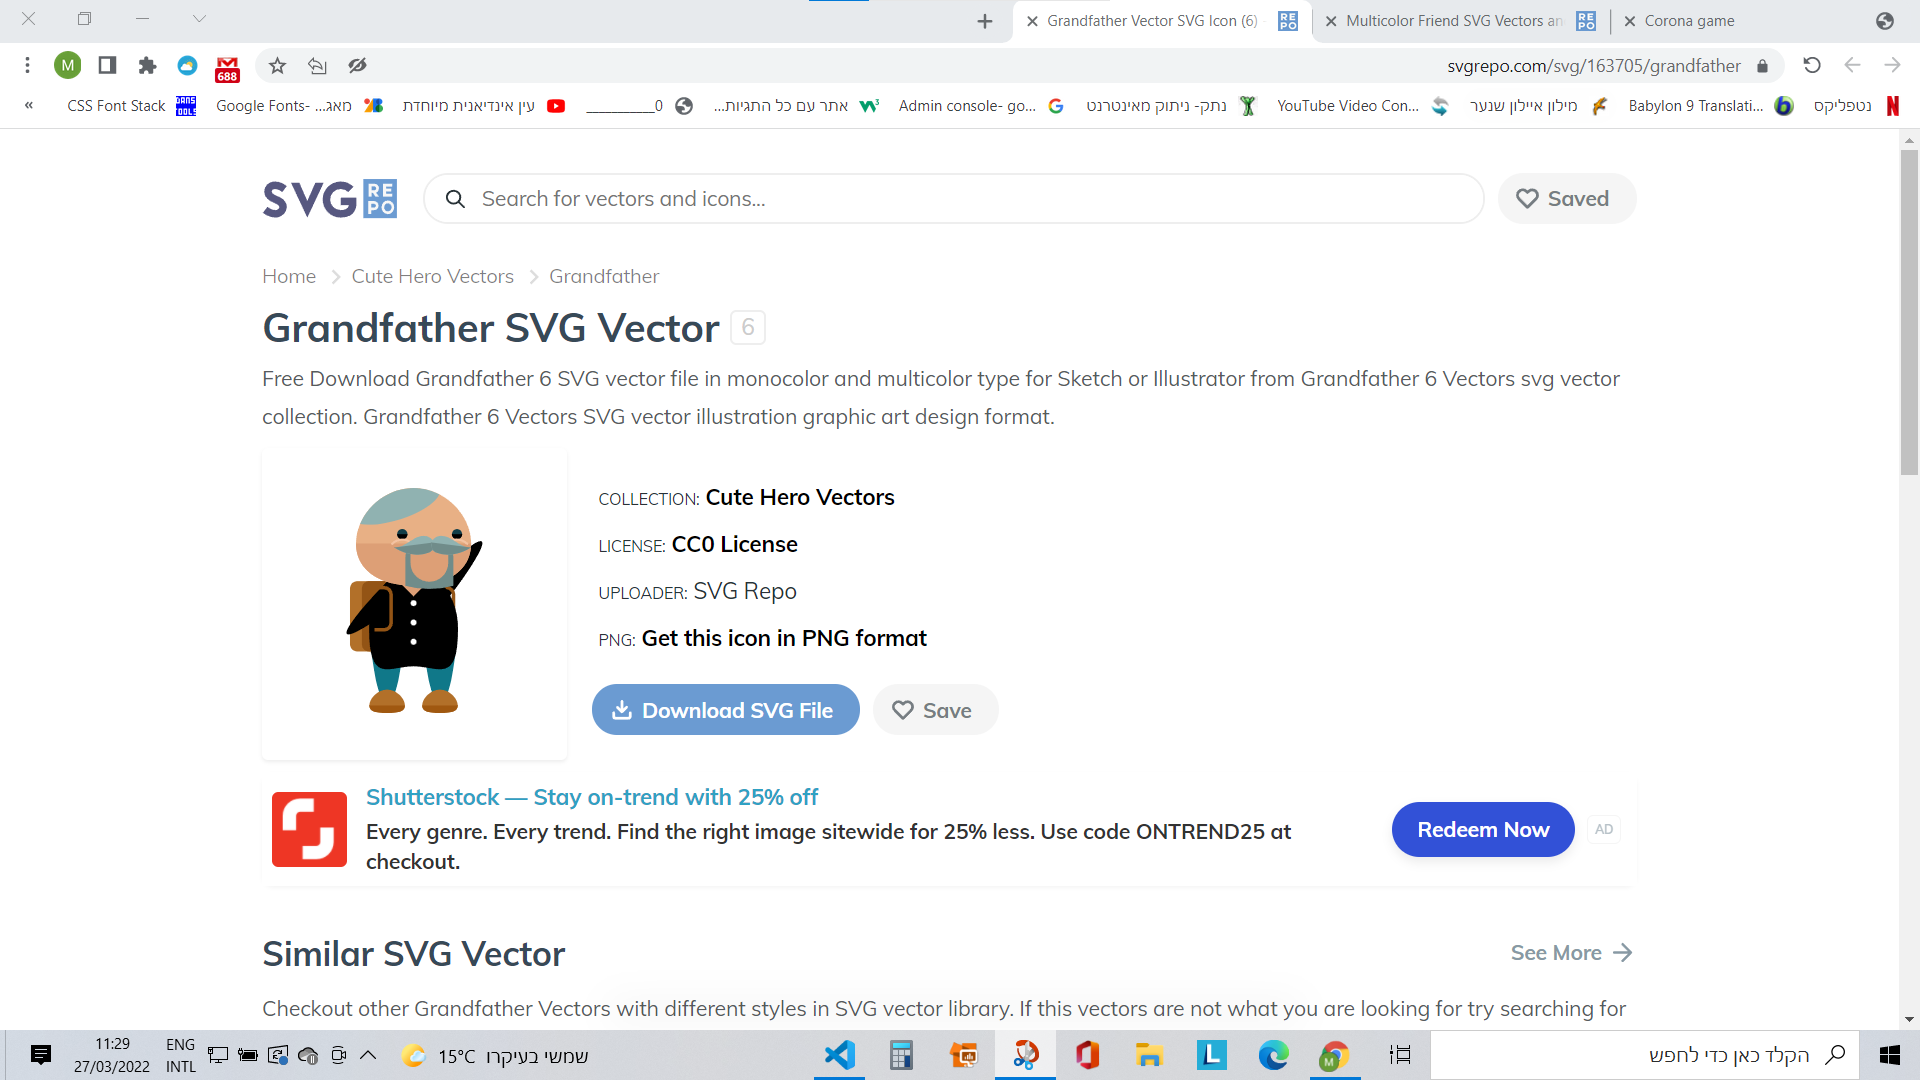 Grandfather Vector SVG Icon (6) -
Multicolor Friend SVG Vectors an
Corona game
M
688
svgrepo.com/svg/163705/grandfather
« CSS Font Stack
Google Fonts- מאג...
עין אינדיאנית מיוחדת
___________0
אתר עם כל התגיות...
Admin console- go...
נתק- ניתוק מאינטרנט
YouTube Video Con...
מילון איילון שנער
Babylon 9 Translati...
נטפליקס
SVG REPO
Search for vectors and icons...
Saved
Home > Cute Hero Vectors > Grandfather
Grandfather SVG Vector 6
Free Download Grandfather 6 SVG vector file in monocolor and multicolor type for Sketch or Illustrator from Grandfather 6 Vectors svg vector
collection. Grandfather 6 Vectors SVG vector illustration graphic art design format.
COLLECTION: Cute Hero Vectors
LICENSE: CC0 License
UPLOADER: SVG Repo
PNG: Get this icon in PNG format
Download SVG File
Save
Shutterstock — Stay on-trend with 25% off
Every genre. Every trend. Find the right image sitewide for 25% less. Use code ONTREND25 at
checkout.
Redeem Now
AD
Similar SVG Vector
See More →
Checkout other Grandfather Vectors with different styles in SVG vector library. If this vectors are not what you are looking for try searching for
11:29
27/03/2022
ENG
INTL
15°C שמשי בעיקרו
הקלד כאן כדי לחפש